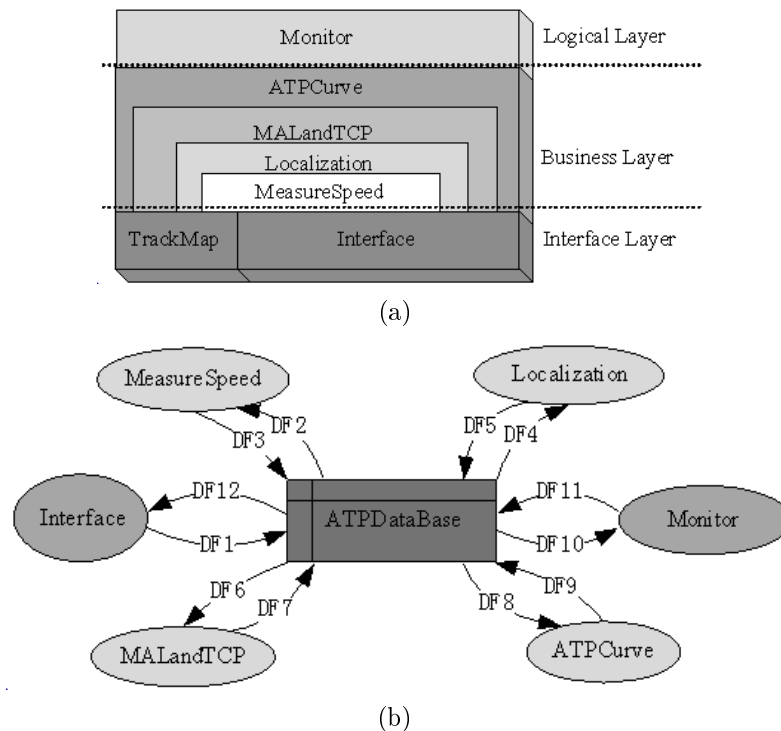 Monitor
Logical Layer
ATPCurve
MALandTCP
Localization
Business Layer
MeasureSpeed
TrackMap
Interface
Interface Layer
(a)
MeasureSpeed
Localization
DF3
DF2
DF5
DF4
Interface
DF12
DF1
ATPDataBase
DF11
DF10
Monitor
DF6
DF7
DF8
DF9
MALandTCP
ATPCurve
(b)